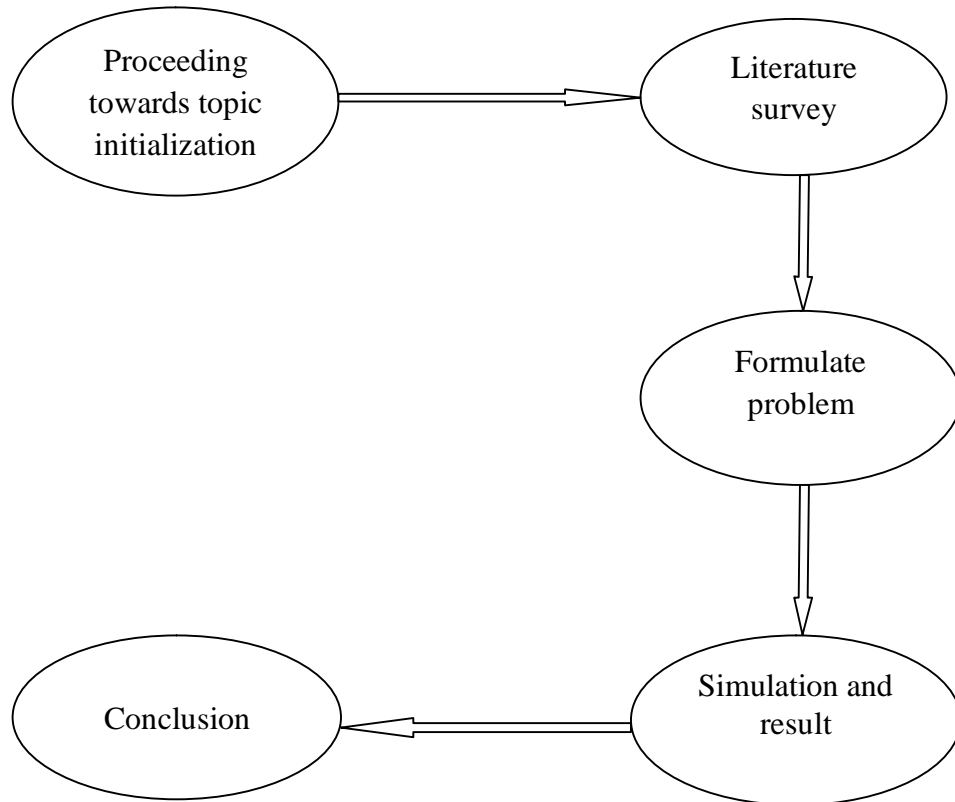 Proceeding
towards topic
initialization
Literature
survey
Formulate
problem
Simulation and
result
Conclusion